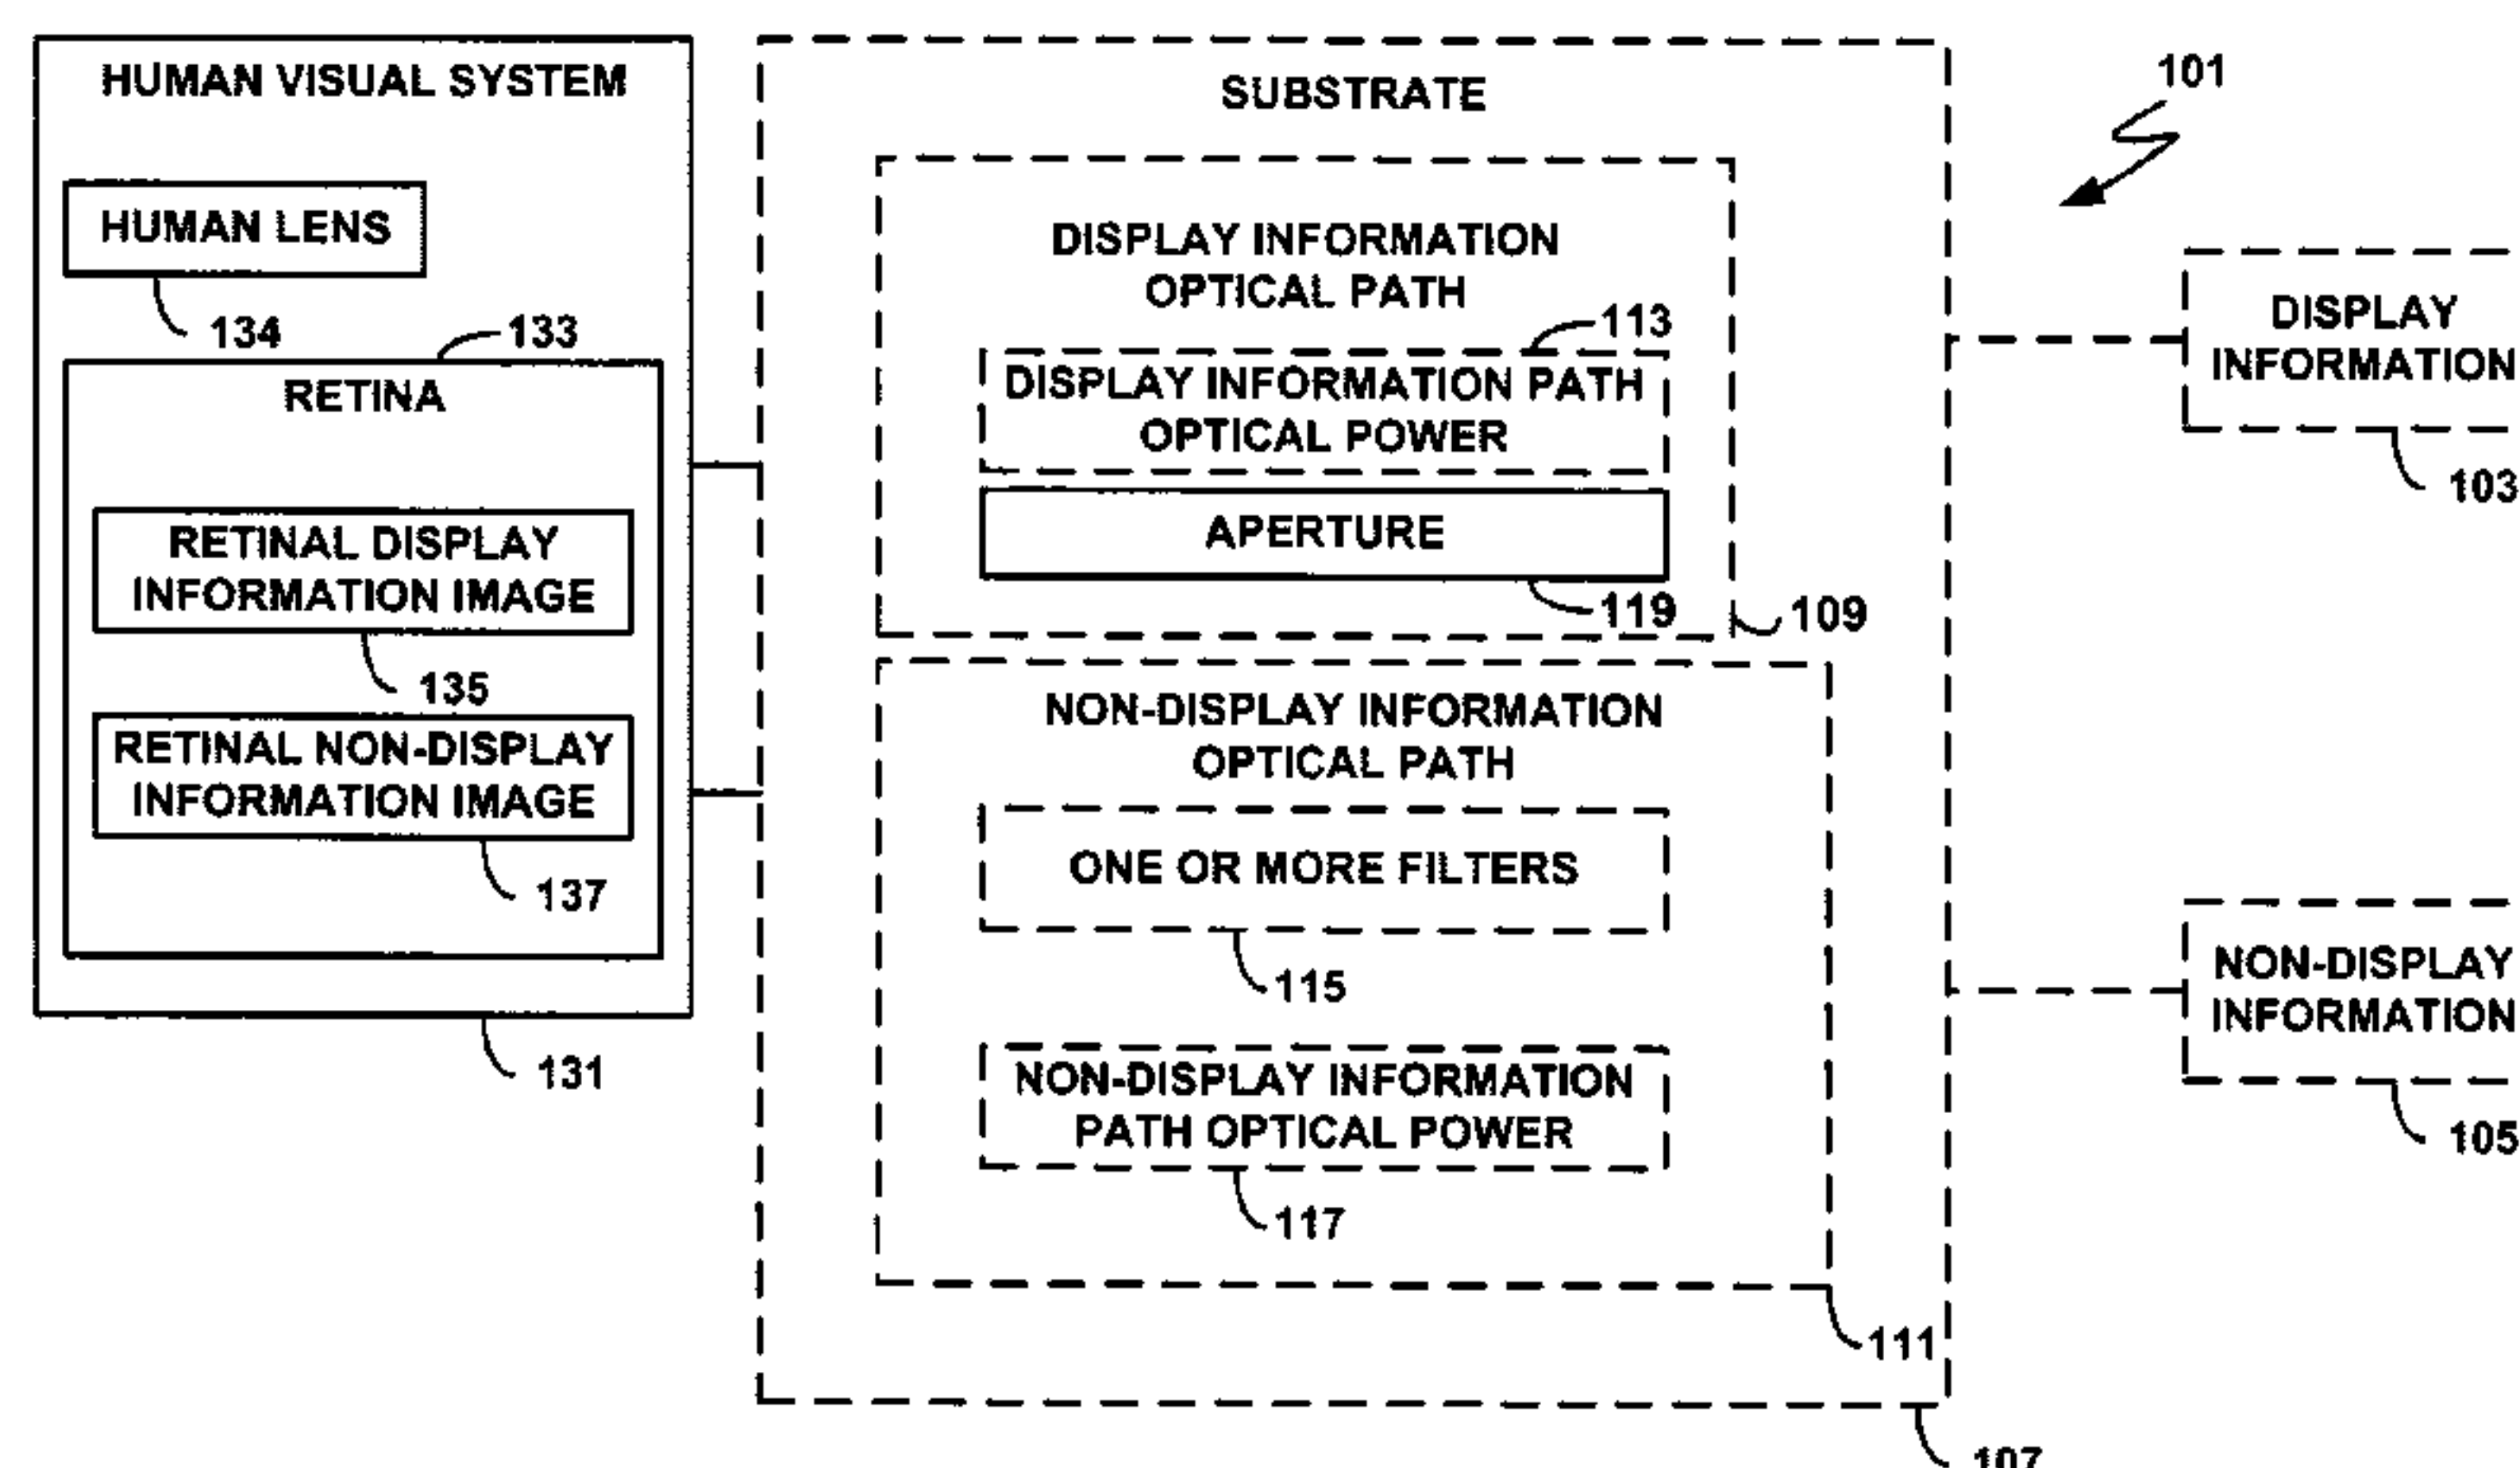 HUMAN VISUAL SYSTEM
HUMAN LENS
134
133
RETINA
RETINAL DISPLAY
INFORMATION IMAGE
135
RETINAL NON-DISPLAY
INFORMATION IMAGE
137
131
SUBSTRATE
DISPLAY INFORMATION
OPTICAL PATH
113
DISPLAY INFORMATION PATH
OPTICAL POWER
APERTURE
119
109
NON-DISPLAY INFORMATION
OPTICAL PATH
ONE OR MORE FILTERS
115
NON-DISPLAY INFORMATION
PATH OPTICAL POWER
117
111
107
101
DISPLAY
INFORMATION
103
NON-DISPLAY
INFORMATION
105